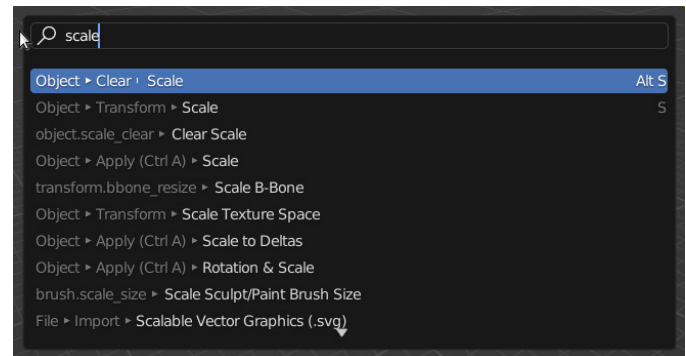 scale
Object ▸ Clear ▸ Scale Alt S
Object ▸ Transform ▸ Scale S
object.scale_clear ▸ Clear Scale
Object ▸ Apply (Ctrl A) ▸ Scale
transform.bbone_resize ▸ Scale B-Bone
Object ▸ Transform ▸ Scale Texture Space
Object ▸ Apply (Ctrl A) ▸ Scale to Deltas
Object ▸ Apply (Ctrl A) ▸ Rotation & Scale
brush.scale_size ▸ Scale Sculpt/Paint Brush Size
File ▸ Import ▸ Scalable Vector Graphics (.svg)